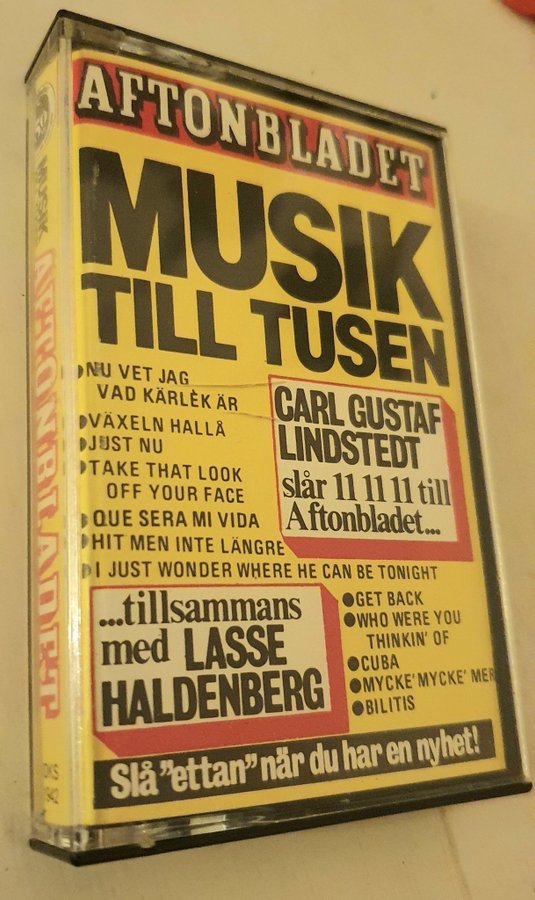 AFTONBLADET
MUSIK
TILL TUSEN
●NU VET JAG
VAD KÄRLÈK ÄR
●VÄXELN HALLÅ
●JUST NU
●TAKE THAT LOOK
OFF YOUR FACE
●QUE SERA MI VIDA
●HIT MEN INTE LÄNGRE
●I JUST WONDER WHERE HE CAN BE TONIGHT
CARL GUSTAF
LINDSTEDT
slår 11 11 11 till
Aftonbladet...
...tillsammans
med LASSE
HALDENBERG
●GET BACK
●WHO WERE YOU
THINKIN' OF
●CUBA
●MYCKE' MYCKE' MER
●BILITIS
Slå "ettan" när du har en nyhet!
MUSIK
AFTONBLADET